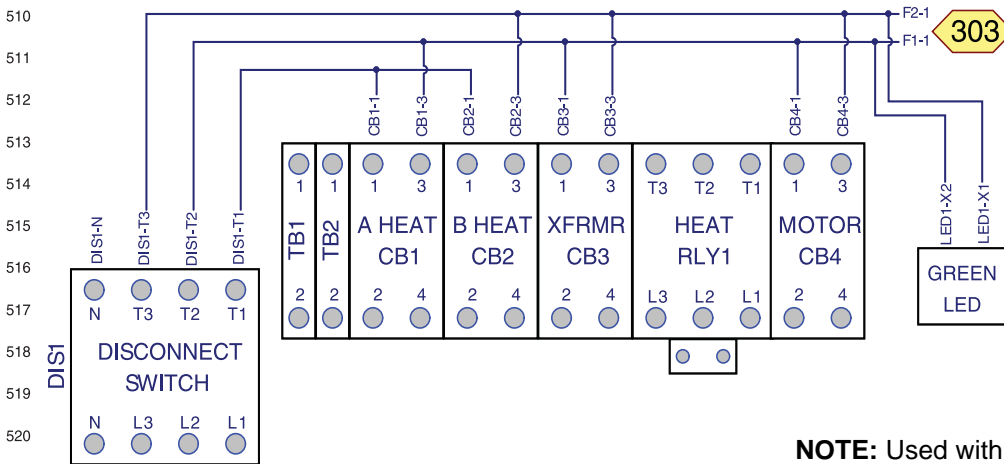 510
F2-1
303
F1-1
511
512
CB1-1
CB1-3
CB2-1
CB2-3
CB3-1
CB3-3
CB4-1
CB4-3
513
514
1 1 1 3 1 3 1 3 T3 T2 T1 1 3
515
DIS1-N
DIS1-T3
DIS1-T2
DIS1-T1
LED1-X2
LED1-X1
TB1
TB2
A HEAT
CB1
B HEAT
CB2
XFRMR
CB3
HEAT
RLY1
MOTOR
CB4
516
GREEN
LED
2 2 2 4 2 4 2 4 L3 L2 L1 2 4
517
N T3 T2 T1
518
DIS1
DISCONNECT
SWITCH
519
N L3 L2 L1
520
NOTE: Used with